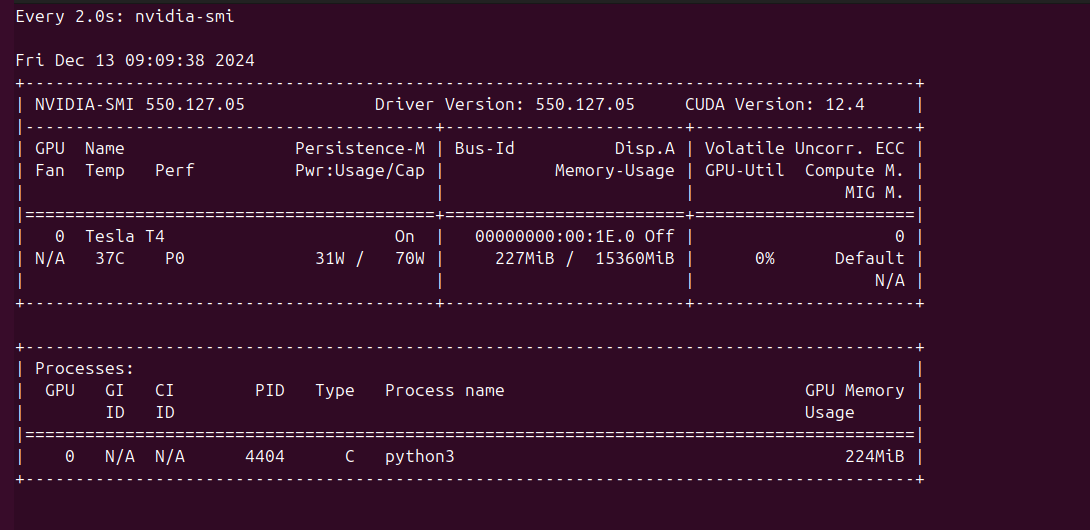 Every 2.0s: nvidia-smi
Fri Dec 13 09:09:38 2024
+-----------------------------------------------------------------------------------------+
| NVIDIA-SMI 550.127.05             Driver Version: 550.127.05     CUDA Version: 12.4     |
|-----------------------------------------+------------------------+----------------------+
| GPU  Name                 Persistence-M | Bus-Id          Disp.A | Volatile Uncorr. ECC |
| Fan  Temp   Perf          Pwr:Usage/Cap |           Memory-Usage | GPU-Util  Compute M. |
|                                         |                        |               MIG M. |
|=========================================+========================+======================|
|   0  Tesla T4                       On  |   00000000:00:1E.0 Off |                    0 |
| N/A   37C    P0             31W /   70W |     227MiB /  15360MiB |      0%      Default |
|                                         |                        |                  N/A |
+-----------------------------------------+------------------------+----------------------+
+-----------------------------------------------------------------------------------------+
| Processes:                                                                              |
|  GPU   GI   CI        PID   Type   Process name                              GPU Memory |
|        ID   ID                                                               Usage      |
|=========================================================================================|
|    0   N/A  N/A      4404      C   python3                                       224MiB |
+-----------------------------------------------------------------------------------------+